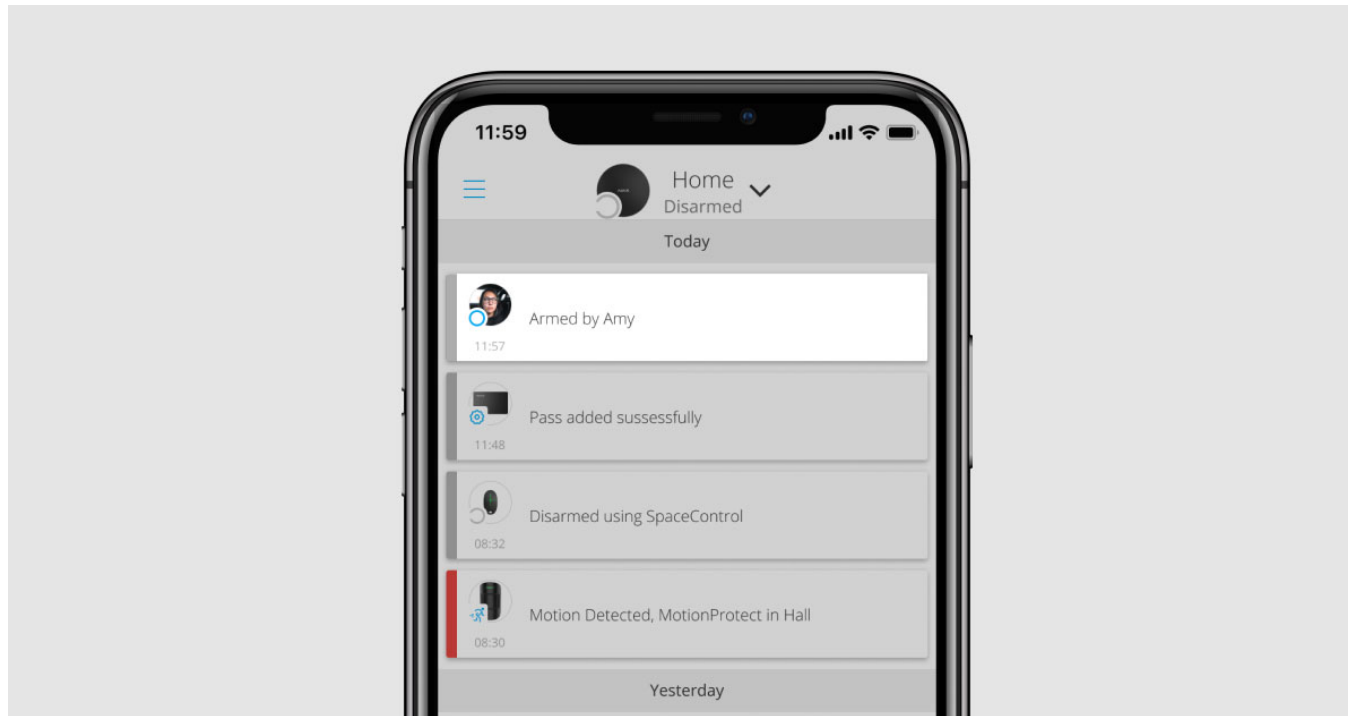 11:59
Home
Disarmed
Today
Armed by Amy
11:57
Pass added sussessfully
11:48
Disarmed using SpaceControl
08:32
Motion Detected, MotionProtect in Hall
08:30
Yesterday